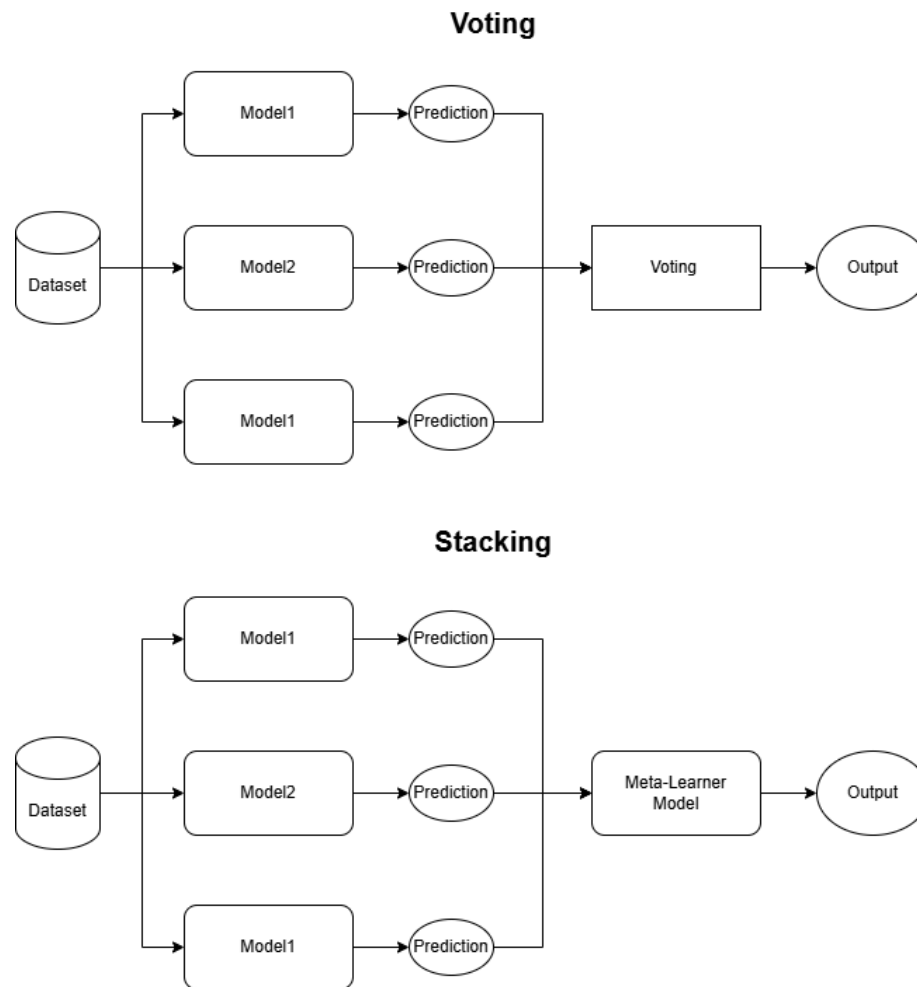 Voting
Model1
Prediction
Dataset
Model2
Prediction
Voting
Output
Model1
Prediction
Stacking
Model1
Prediction
Dataset
Model2
Prediction
Meta-Learner
Model
Output
Model1
Prediction